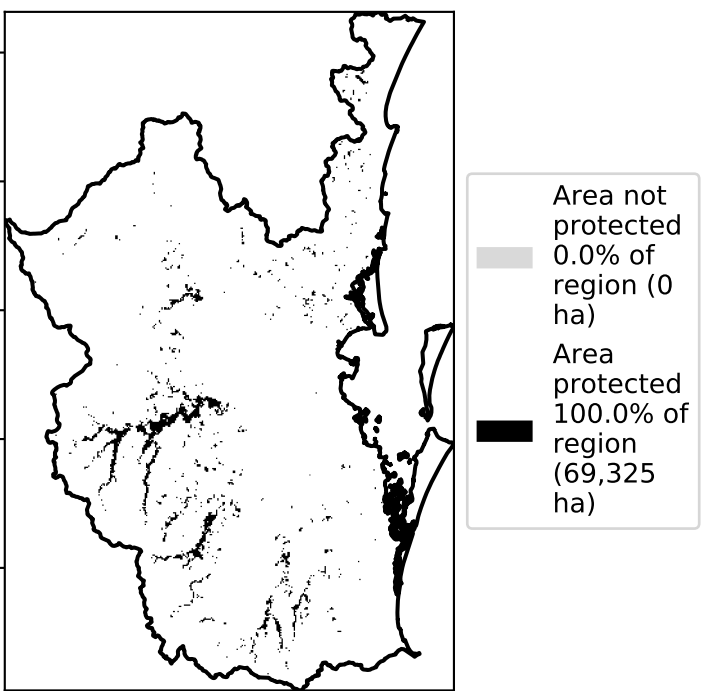 Area not
protected
0.0% of
region (0
ha)
Area
protected
100.0% of
region
(69,325
ha)